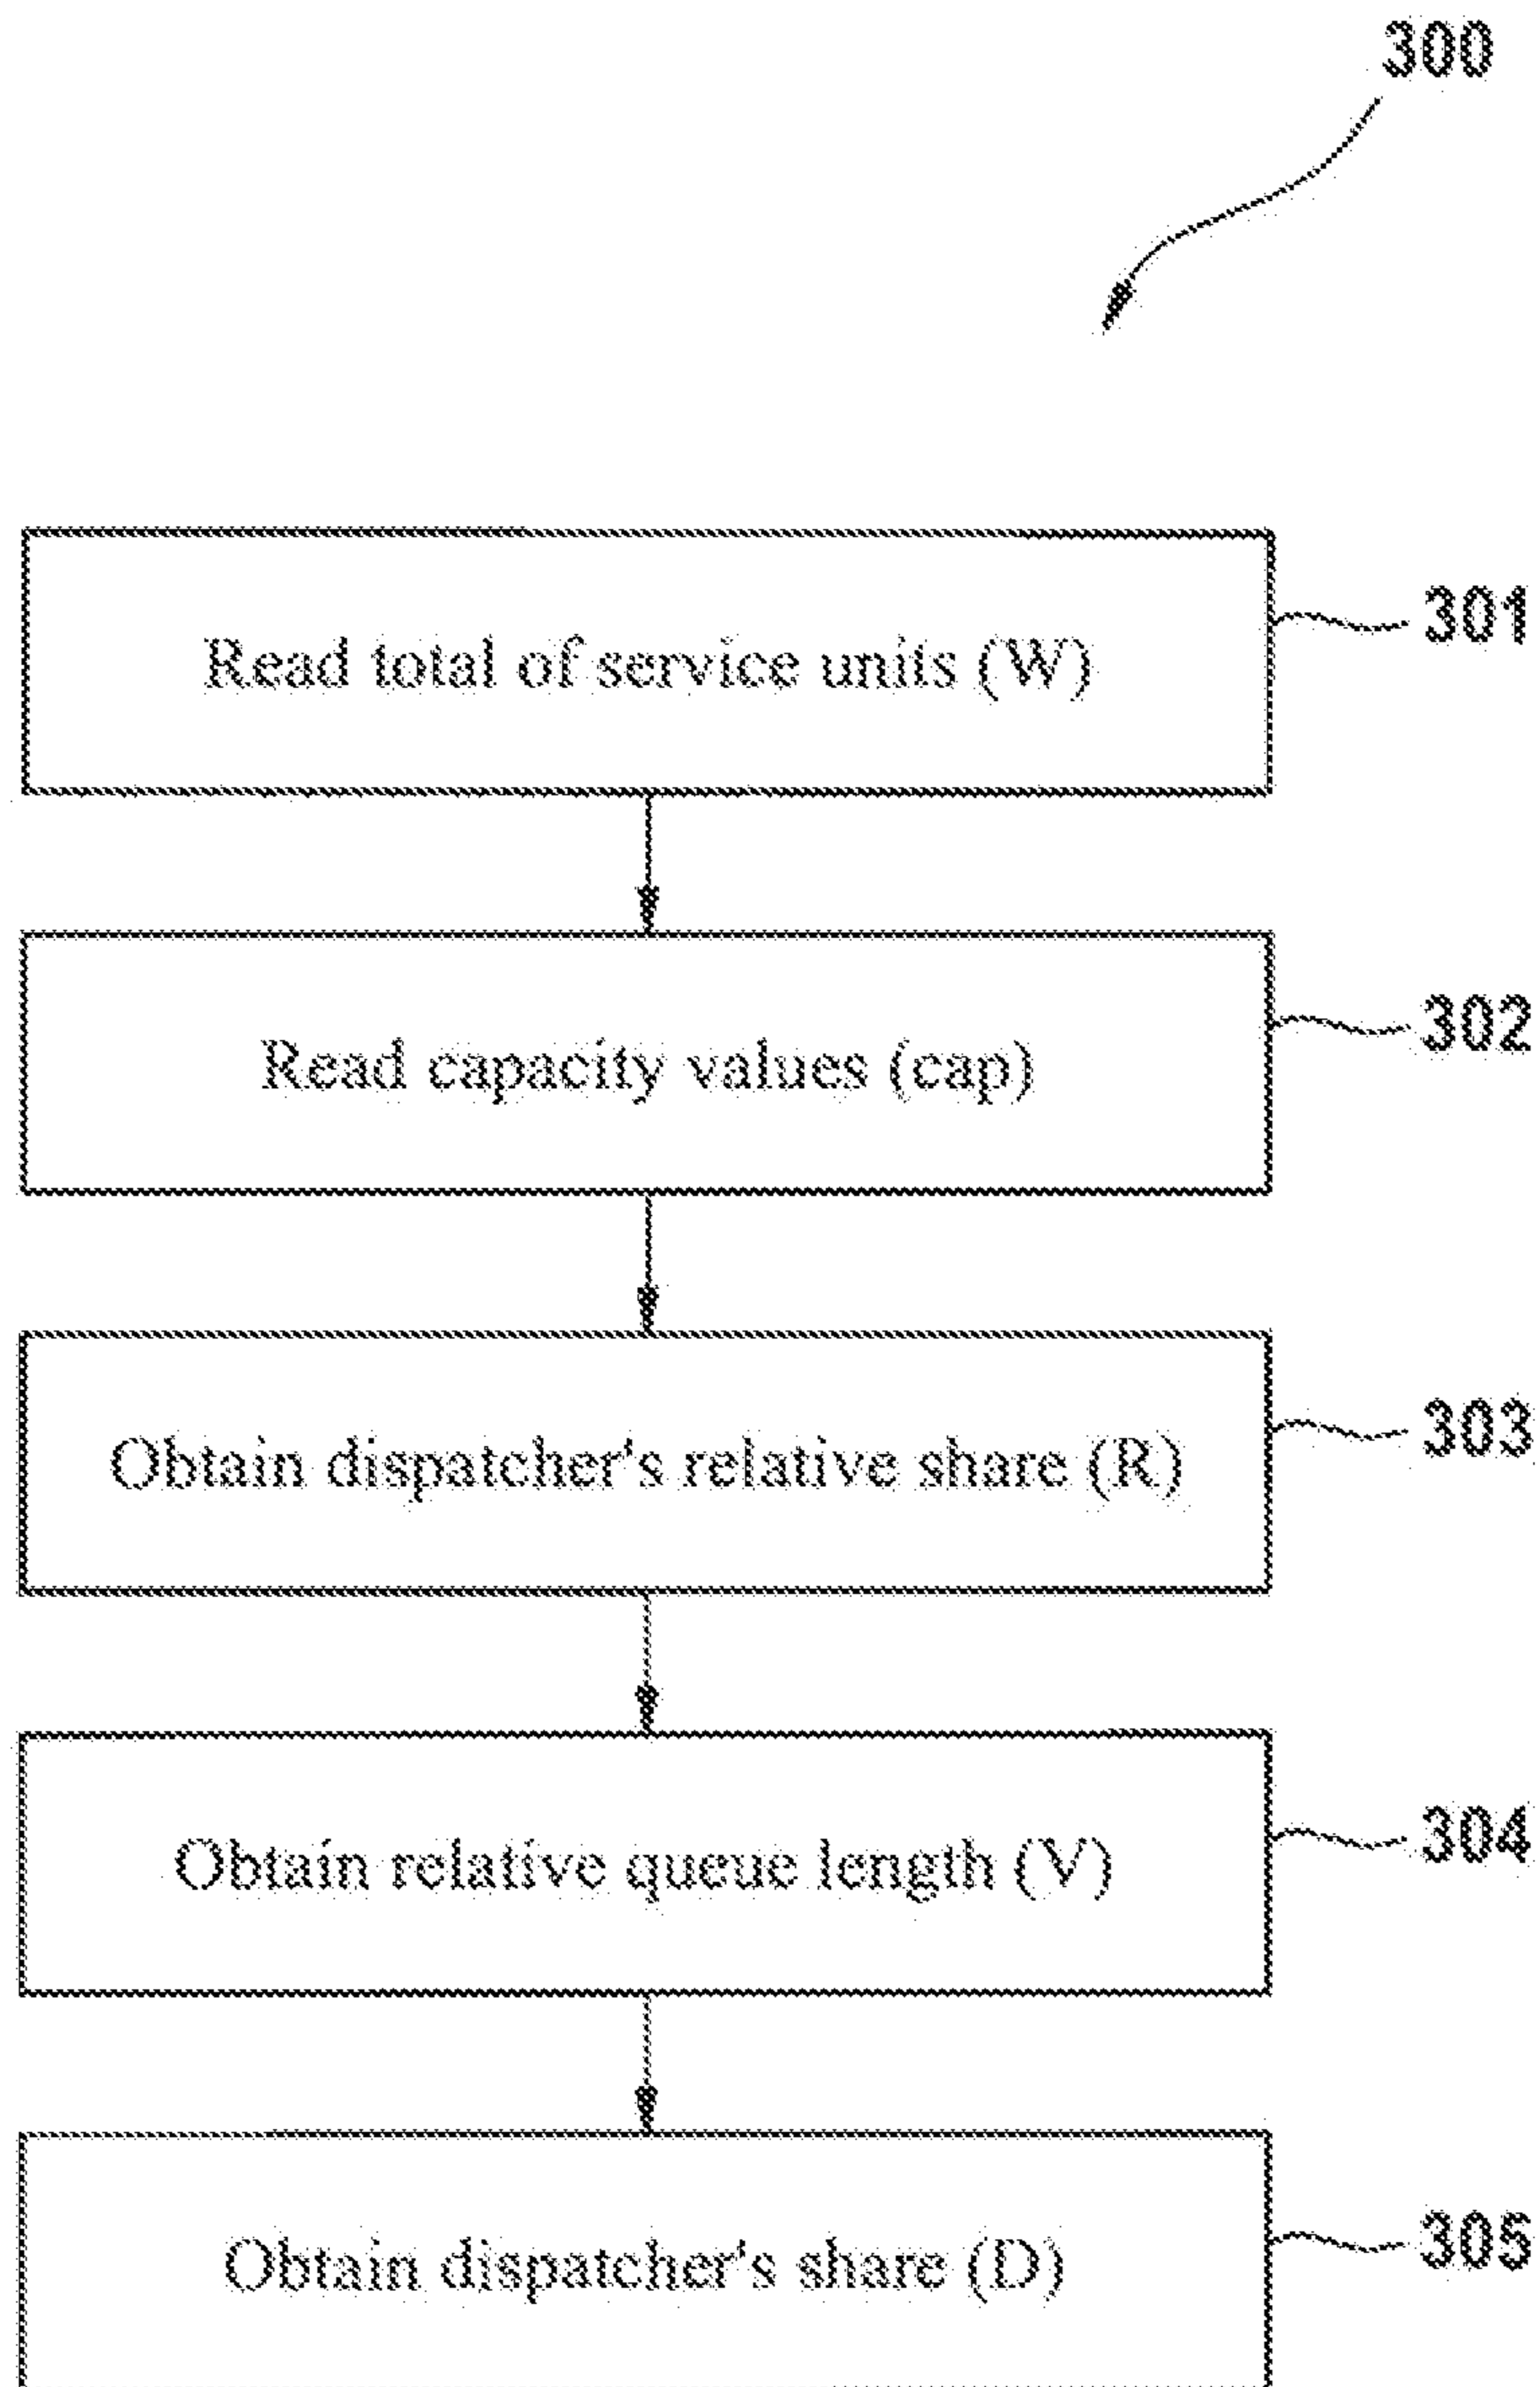 300
Read total of service units (W)
301
Read capacity values (cap)
302
Obtain dispatcher's relative share (R)
303
Obtain relative queue length (V)
304
Obtain dispatcher's share (D)
305